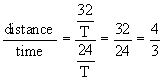 distance/time = (32/T)/(24/T) = 32/24 = 4/3